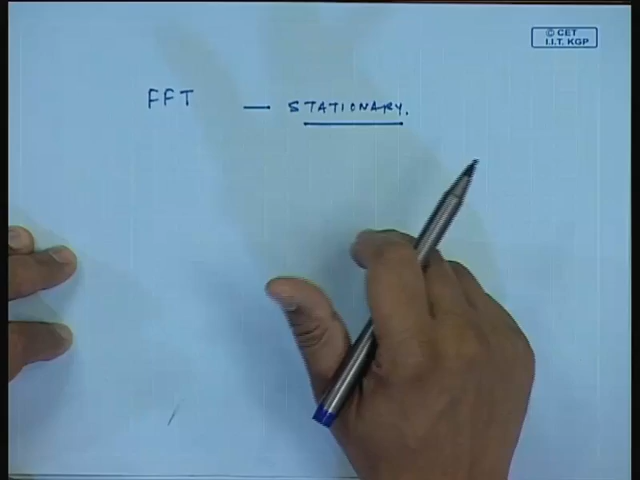 © CET
I.I.T. KGP
FFT — STATIONARY.